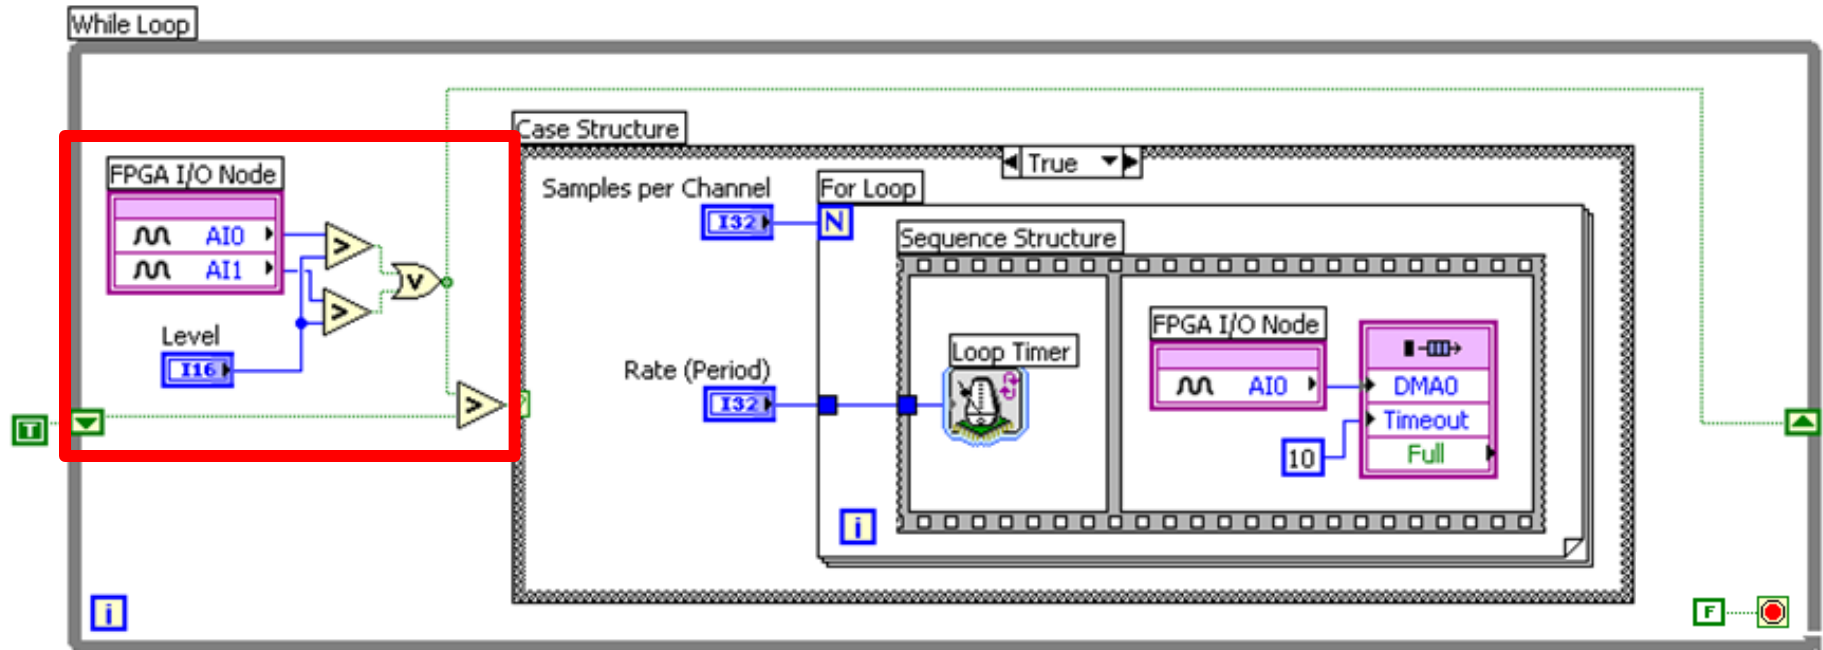 While Loop
Case Structure
True
FPGA I/O Node
AI0
AI1
Level
I16
T
Samples per Channel
I32
For Loop
N
Sequence Structure
Rate (Period)
I32
Loop Timer
FPGA I/O Node
AI0
10
DMA0
Timeout
Full
i
i
F